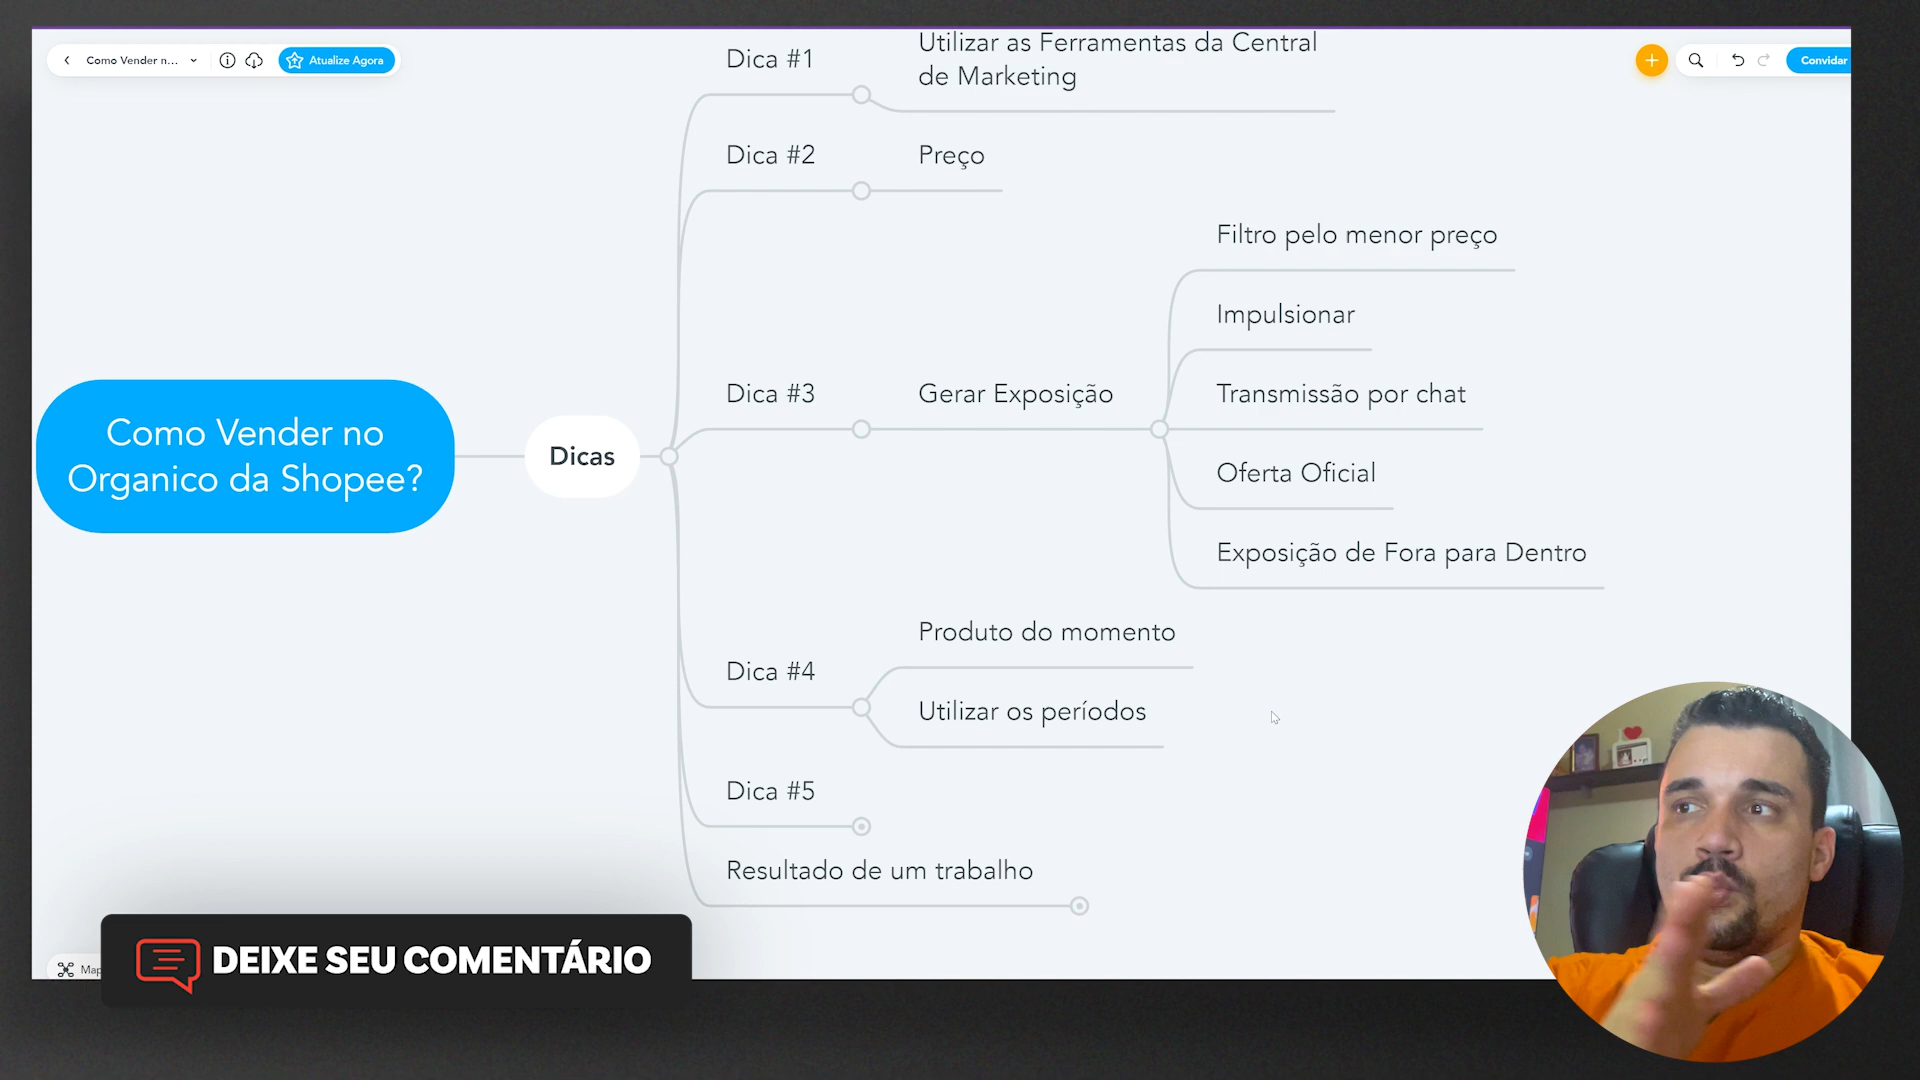 Como Vender n...
Atualize Agora
Convidar
Dica #1
Utilizar as Ferramentas da Central
de Marketing
Dica #2
Preço
Filtro pelo menor preço
Impulsionar
Dica #3
Gerar Exposição
Transmissão por chat
Como Vender no
Organico da Shopee?
Dicas
Oferta Oficial
Exposição de Fora para Dentro
Produto do momento
Dica #4
Utilizar os períodos
Dica #5
Resultado de um trabalho
DEIXE SEU COMENTÁRIO